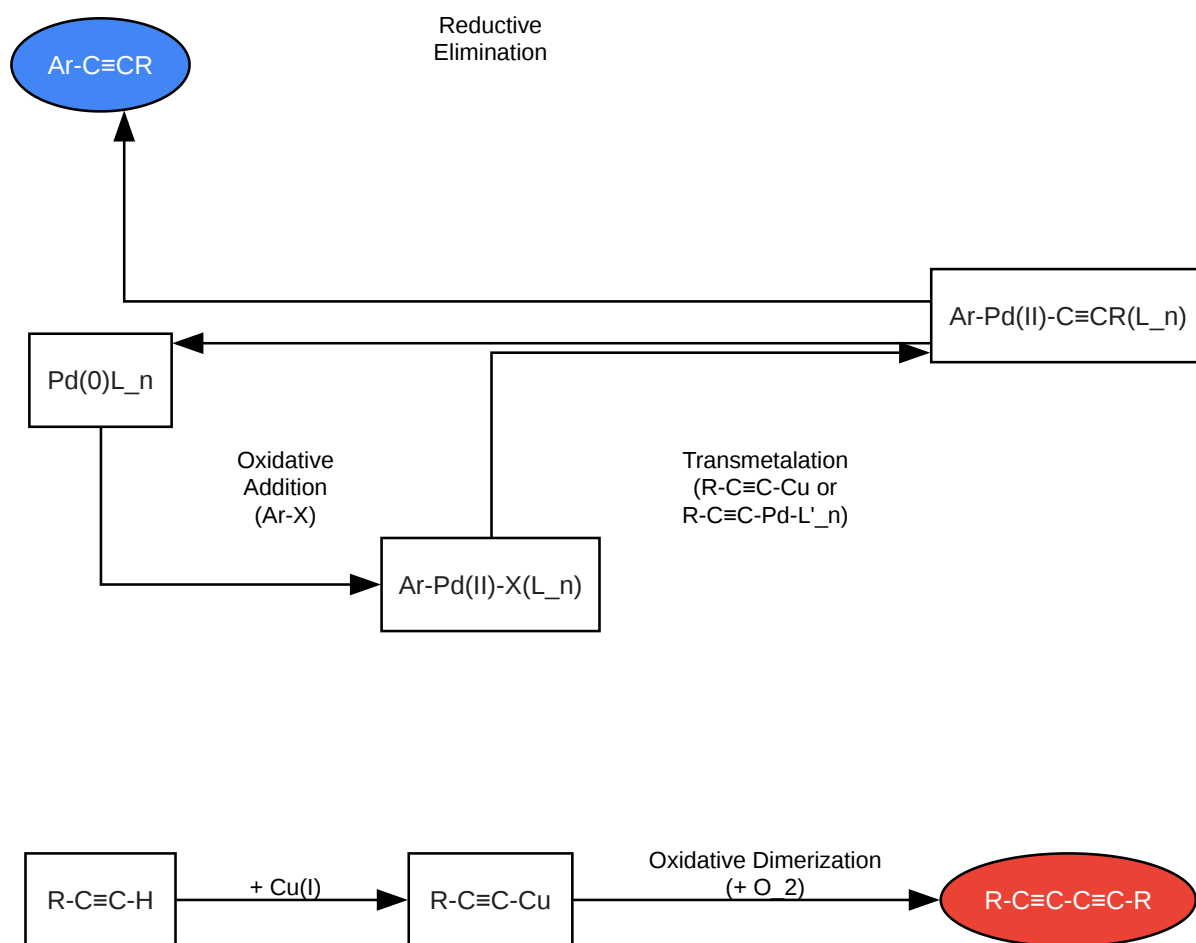 Reductive
Elimination
Ar-C≡CR
Ar-Pd(II)-C≡CR(L_n)
Pd(0)L_n
Oxidative
Addition
(Ar-X)
Transmetalation
(R-C≡C-Cu or
R-C≡C-Pd-L'_n)
Ar-Pd(II)-X(L_n)
R-C≡C-H
+ Cu(I)
R-C≡C-Cu
Oxidative Dimerization
(+ O_2)
R-C≡C-C≡C-R